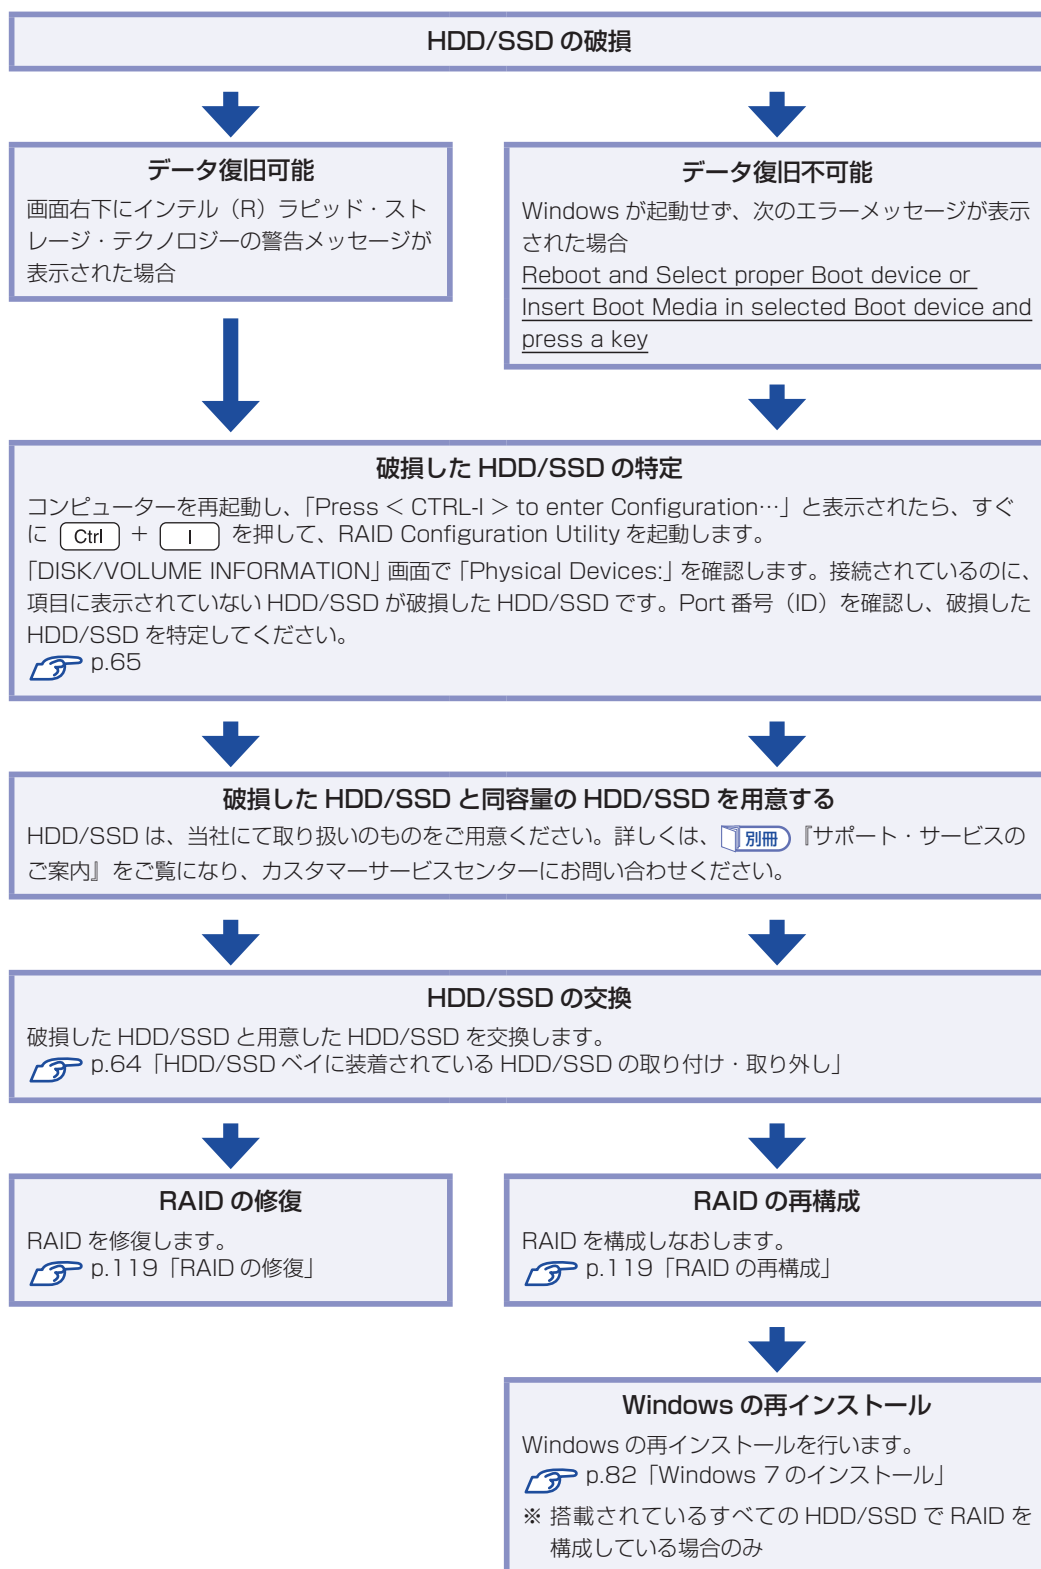 HDD/SSD の破損
データ復旧可能
画面右下にインテル（R）ラピッド・スト
レージ・テクノロジーの警告メッセージが
表示された場合
データ復旧不可能
Windows が起動せず、次のエラーメッセージが表示
された場合
Reboot and Select proper Boot device or
Insert Boot Media in selected Boot device and
press a key
破損した HDD/SSD の特定
コンピューターを再起動し、「Press < CTRL-I > to enter Configuration…」と表示されたら、すぐ
に Ctrl + I を押して、RAID Configuration Utility を起動します。
「DISK/VOLUME INFORMATION」画面で「Physical Devices:」を確認します。接続されているのに、
項目に表示されていない HDD/SSD が破損した HDD/SSD です。Port 番号（ID）を確認し、破損した
HDD/SSD を特定してください。
p.65
破損した HDD/SSD と同容量の HDD/SSD を用意する
HDD/SSD は、当社にて取り扱いのものをご用意ください。詳しくは、別冊『サポート・サービスの
ご案内』をご覧になり、カスタマーサービスセンターにお問い合わせください。
HDD/SSD の交換
破損した HDD/SSD と用意した HDD/SSD を交換します。
p.64「HDD/SSD ベイに装着されている HDD/SSD の取り付け・取り外し」
RAID の修復
RAID を修復します。
p.119「RAID の修復」
RAID の再構成
RAID を構成しなおします。
p.119「RAID の再構成」
Windows の再インストール
Windows の再インストールを行います。
p.82「Windows 7 のインストール」
※ 搭載されているすべての HDD/SSD で RAID を
構成している場合のみ